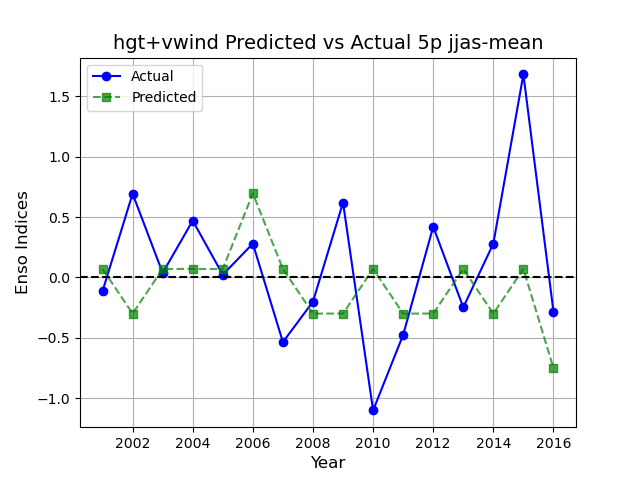 hgt+vwind Predicted vs Actual 5p jjas-mean
Actual
Predicted
Enso Indices
1.5
1.0
0.5
0.0
−0.5
−1.0
2002 2004 2006 2008 2010 2012 2014 2016
Year